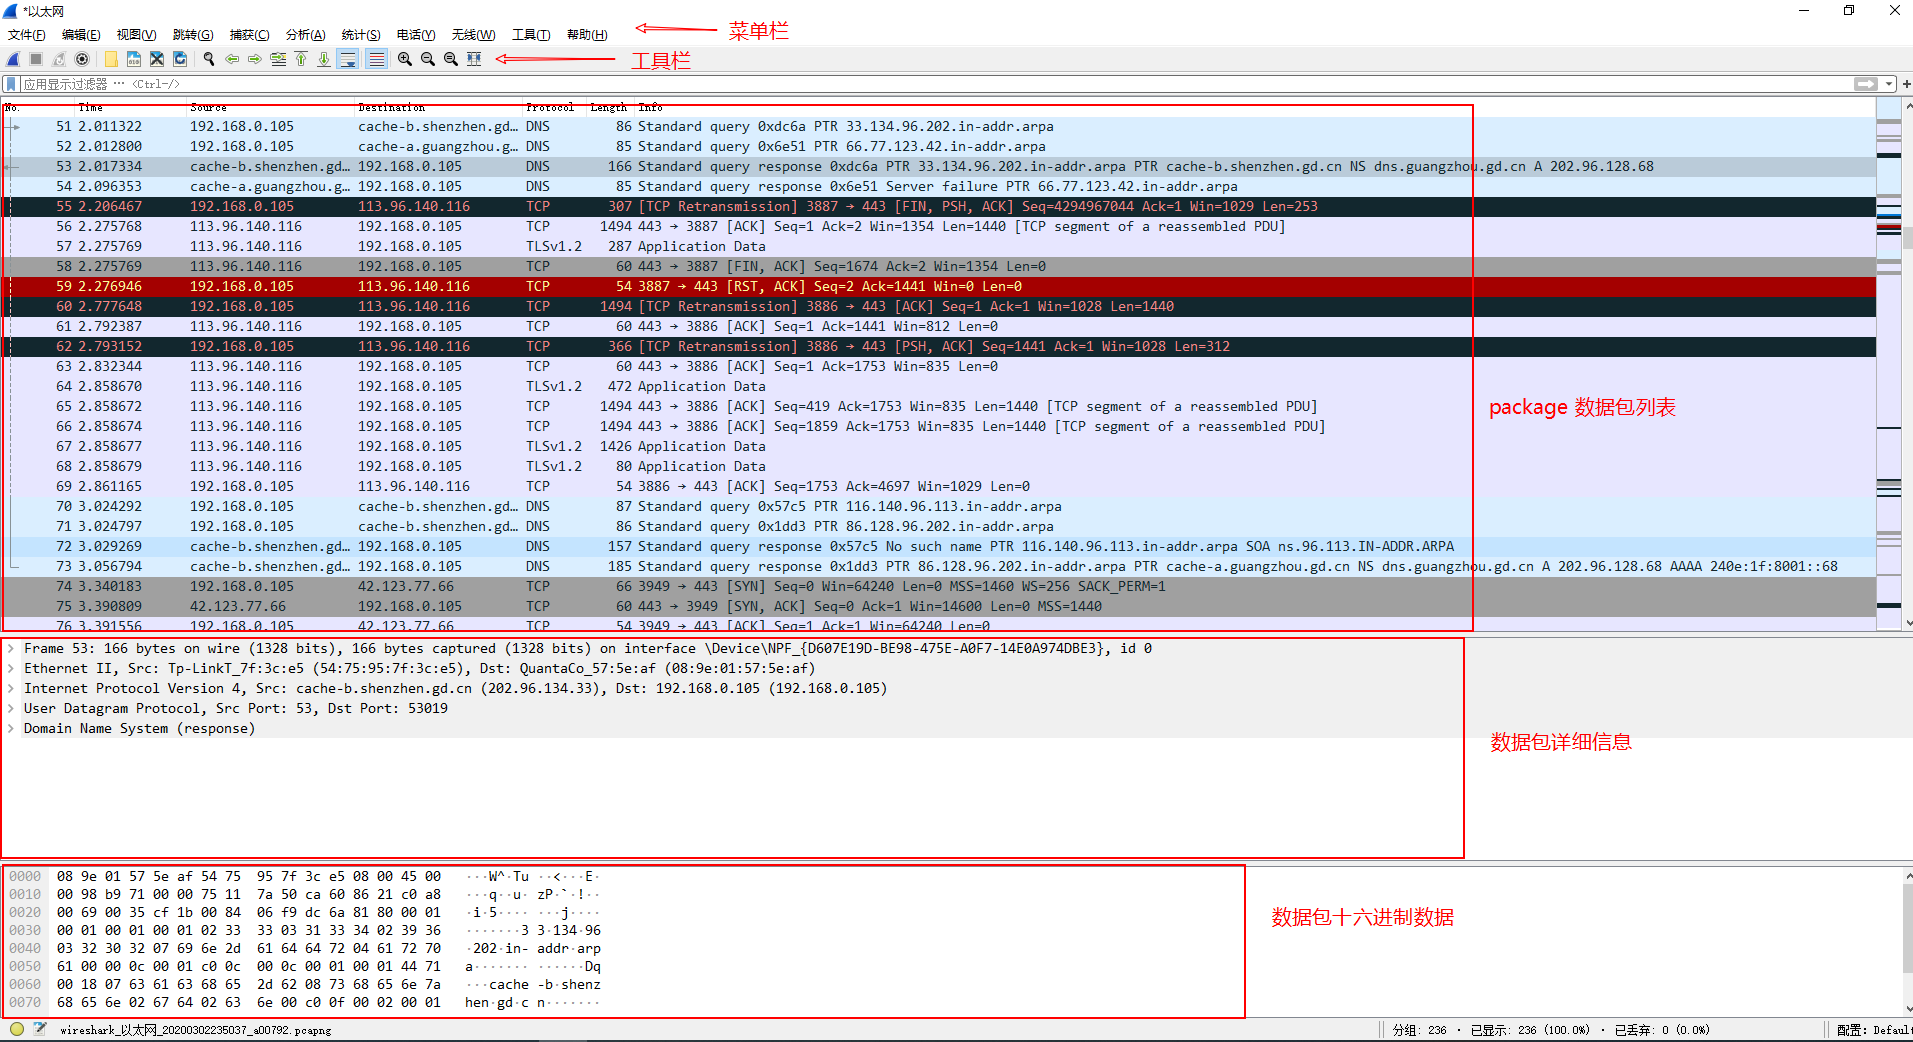 *以太网
文件(F) 编辑(E) 视图(V) 跳转(G) 捕获(C) 分析(A) 统计(S) 电话(Y) 无线(W) 工具(T) 帮助(H)
菜单栏
工具栏
应用显示过滤器 … <Ctrl-/>
No. Time Source Destination Protocol Length Info
51 2.011322 192.168.0.105 cache-b.shenzhen.gd… DNS 86 Standard query 0xdc6a PTR 33.134.96.202.in-addr.arpa
52 2.012800 192.168.0.105 cache-a.guangzhou.g… DNS 85 Standard query 0x6e51 PTR 66.77.123.42.in-addr.arpa
53 2.017334 cache-b.shenzhen.gd… 192.168.0.105 DNS 166 Standard query response 0xdc6a PTR 33.134.96.202.in-addr.arpa PTR cache-b.shenzhen.gd.cn NS dns.guangzhou.gd.cn A 202.96.128.68
54 2.096353 cache-a.guangzhou.g… 192.168.0.105 DNS 85 Standard query response 0x6e51 Server failure PTR 66.77.123.42.in-addr.arpa
55 2.206467 192.168.0.105 113.96.140.116 TCP 307 [TCP Retransmission] 3887 → 443 [FIN, PSH, ACK] Seq=4294967044 Ack=1 Win=1029 Len=253
56 2.275768 113.96.140.116 192.168.0.105 TCP 1494 443 → 3887 [ACK] Seq=1 Ack=2 Win=1354 Len=1440 [TCP segment of a reassembled PDU]
57 2.275769 113.96.140.116 192.168.0.105 TLSv1.2 287 Application Data
58 2.275769 113.96.140.116 192.168.0.105 TCP 60 443 → 3887 [FIN, ACK] Seq=1674 Ack=2 Win=1354 Len=0
59 2.276946 192.168.0.105 113.96.140.116 TCP 54 3887 → 443 [RST, ACK] Seq=2 Ack=1441 Win=0 Len=0
60 2.777648 192.168.0.105 113.96.140.116 TCP 1494 [TCP Retransmission] 3886 → 443 [ACK] Seq=1 Ack=1 Win=1028 Len=1440
61 2.792387 113.96.140.116 192.168.0.105 TCP 60 443 → 3886 [ACK] Seq=1 Ack=1441 Win=812 Len=0
62 2.793152 192.168.0.105 113.96.140.116 TCP 366 [TCP Retransmission] 3886 → 443 [PSH, ACK] Seq=1441 Ack=1 Win=1028 Len=312
63 2.832344 113.96.140.116 192.168.0.105 TCP 60 443 → 3886 [ACK] Seq=1 Ack=1753 Win=835 Len=0
64 2.858670 113.96.140.116 192.168.0.105 TLSv1.2 472 Application Data
65 2.858672 113.96.140.116 192.168.0.105 TCP 1494 443 → 3886 [ACK] Seq=419 Ack=1753 Win=835 Len=1440 [TCP segment of a reassembled PDU]
66 2.858674 113.96.140.116 192.168.0.105 TCP 1494 443 → 3886 [ACK] Seq=1859 Ack=1753 Win=835 Len=1440 [TCP segment of a reassembled PDU]
67 2.858677 113.96.140.116 192.168.0.105 TLSv1.2 1426 Application Data
68 2.858679 113.96.140.116 192.168.0.105 TLSv1.2 80 Application Data
69 2.861165 192.168.0.105 113.96.140.116 TCP 54 3886 → 443 [ACK] Seq=1753 Ack=4697 Win=1029 Len=0
70 3.024292 192.168.0.105 cache-b.shenzhen.gd… DNS 87 Standard query 0x57c5 PTR 116.140.96.113.in-addr.arpa
71 3.024797 192.168.0.105 cache-b.shenzhen.gd… DNS 86 Standard query 0x1dd3 PTR 86.128.96.202.in-addr.arpa
72 3.029269 cache-b.shenzhen.gd… 192.168.0.105 DNS 157 Standard query response 0x57c5 No such name PTR 116.140.96.113.in-addr.arpa SOA ns.96.113.IN-ADDR.ARPA
73 3.056794 cache-b.shenzhen.gd… 192.168.0.105 DNS 185 Standard query response 0x1dd3 PTR 86.128.96.202.in-addr.arpa PTR cache-a.guangzhou.gd.cn NS dns.guangzhou.gd.cn A 202.96.128.68 AAAA 240e:1f:8001::68
74 3.340183 192.168.0.105 42.123.77.66 TCP 66 3949 → 443 [SYN] Seq=0 Win=64240 Len=0 MSS=1460 WS=256 SACK_PERM=1
75 3.390809 42.123.77.66 192.168.0.105 TCP 60 443 → 3949 [SYN, ACK] Seq=0 Ack=1 Win=14600 Len=0 MSS=1440
76 3.391556 192.168.0.105 42.123.77.66 TCP 54 3949 → 443 [ACK] Seq=1 Ack=1 Win=64240 Len=0
package 数据包列表
Frame 53: 166 bytes on wire (1328 bits), 166 bytes captured (1328 bits) on interface \Device\NPF_{D607E19D-BE98-475E-A0F7-14E0A974DBE3}, id 0
Ethernet II, Src: Tp-LinkT_7f:3c:e5 (54:75:95:7f:3c:e5), Dst: QuantaCo_57:5e:af (08:9e:01:57:5e:af)
Internet Protocol Version 4, Src: cache-b.shenzhen.gd.cn (202.96.134.33), Dst: 192.168.0.105 (192.168.0.105)
User Datagram Protocol, Src Port: 53, Dst Port: 53019
Domain Name System (response)
数据包详细信息
0000 08 9e 01 57 5e af 54 75 95 7f 3c e5 08 00 45 00 ···W^·Tu ··<···E·
0010 00 98 b9 71 00 00 75 11 7a 50 ca 60 86 21 c0 a8 ···q··u· zP·`·!··
0020 00 69 00 35 cf 1b 00 84 06 f9 dc 6a 81 80 00 01 ·i·5···· ···j····
0030 00 01 00 01 00 01 02 33 33 03 31 33 34 02 39 36 ·······3 3·134·96
0040 03 32 30 32 07 69 6e 2d 61 64 64 72 04 61 72 70 ·202·in- addr·arp
0050 61 00 00 0c 00 01 c0 0c 00 0c 00 01 00 01 44 71 a······· ······Dq
0060 00 18 07 63 61 63 68 65 2d 62 08 73 68 65 6e 7a ···cache -b·shenz
0070 68 65 6e 02 67 64 02 63 6e 00 c0 0f 00 02 00 01 hen·gd·c n·······
数据包十六进制数据
wireshark_以太网_20200302235037_a00792.pcapng
分组: 236 · 已显示: 236 (100.0%) · 已丢弃: 0 (0.0%)
配置: Default